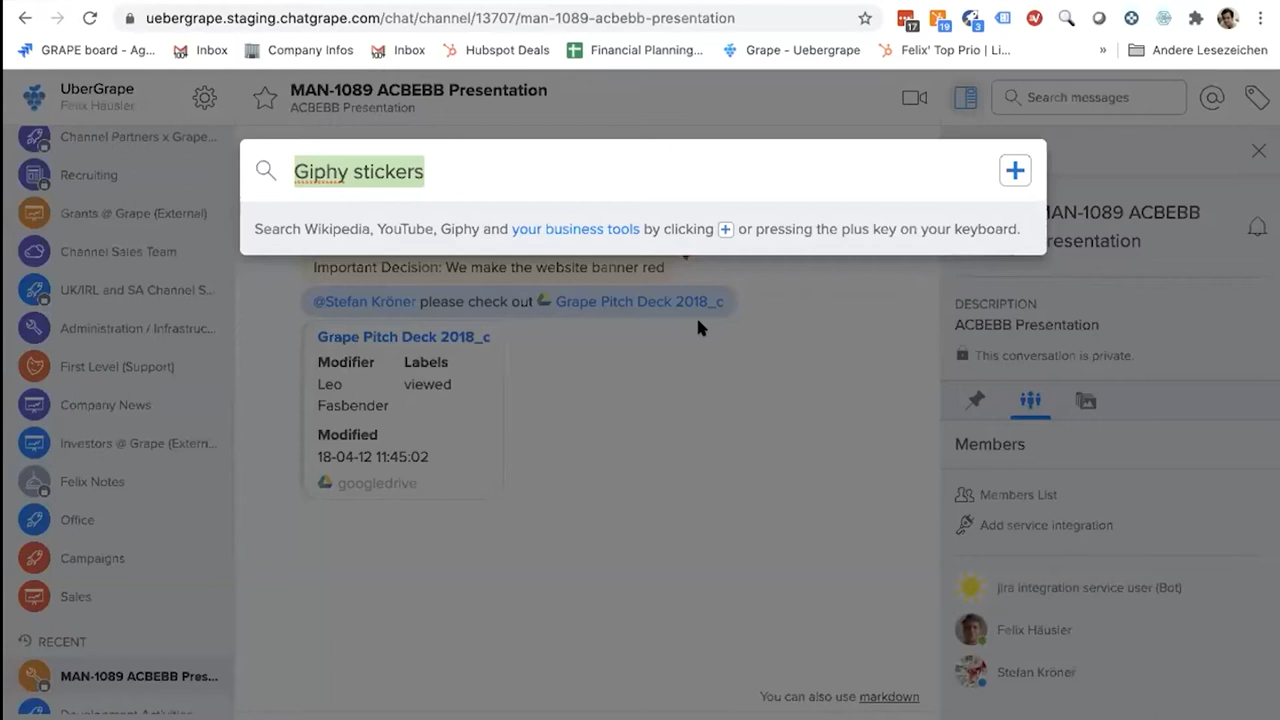 uebergrape.staging.chatgrape.com/chat/channel/13707/man-1089-acbebb-presentation
17
19
3
GRAPE board - Ag...
Inbox
Company Infos
Inbox
Hubspot Deals
Financial Planning...
Grape - Uebergrape
Felix' Top Prio | Li...
»
Andere Lesezeichen
UberGrape
Felix Häusler
MAN-1089 ACBEBB Presentation
ACBEBB Presentation
Search messages
Channel Partners x Grape...
Recruiting
Grants @ Grape (External)
Channel Sales Team
UK/IRL and SA Channel S...
Administration / Infrastruc...
First Level (Support)
Company News
Investors @ Grape (Extern...
Felix Notes
Office
Campaigns
Sales
RECENT
MAN-1089 ACBEBB Pres...
Development Activities
Giphy stickers
Search Wikipedia, YouTube, Giphy and your business tools by clicking + or pressing the plus key on your keyboard.
Important Decision: We make the website banner red
@Stefan Kröner please check out Grape Pitch Deck 2018_c
Grape Pitch Deck 2018_c
Modifier Labels
Leo viewed
Fasbender
Modified
18-04-12 11:45:02
googledrive
You can also use markdown
MAN-1089 ACBEBB
Presentation
DESCRIPTION
ACBEBB Presentation
This conversation is private.
Members
Members List
Add service integration
jira integration service user (Bot)
Felix Häusler
Stefan Kröner